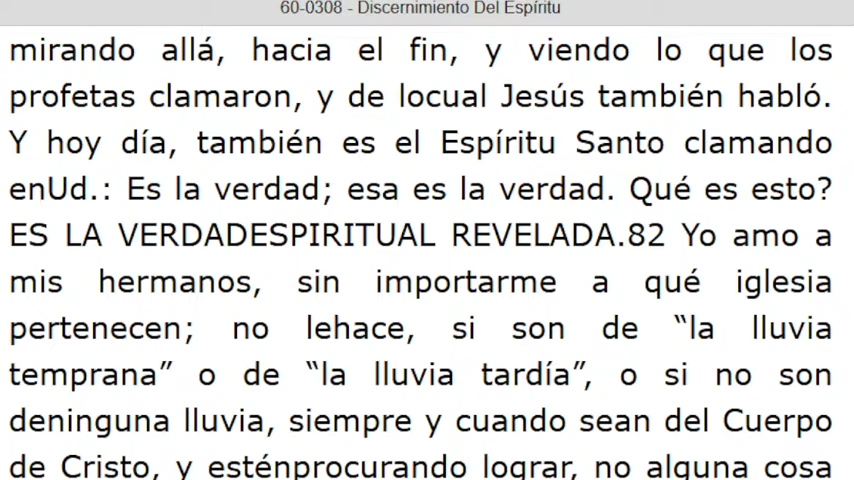 60-0308 - Discernimiento Del Espíritu
mirando allá, hacia el fin, y viendo lo que los
profetas clamaron, y de locual Jesús también habló.
Y hoy día, también es el Espíritu Santo clamando
enUd.: Es la verdad; esa es la verdad. Qué es esto?
ES LA VERDADESPIRITUAL REVELADA.82 Yo amo a
mis hermanos, sin importarme a qué iglesia
pertenecen; no lehace, si son de “la lluvia
temprana” o de “la lluvia tardía”, o si no son
deninguna lluvia, siempre y cuando sean del Cuerpo
de Cristo, y esténprocurando lograr, no alguna cosa